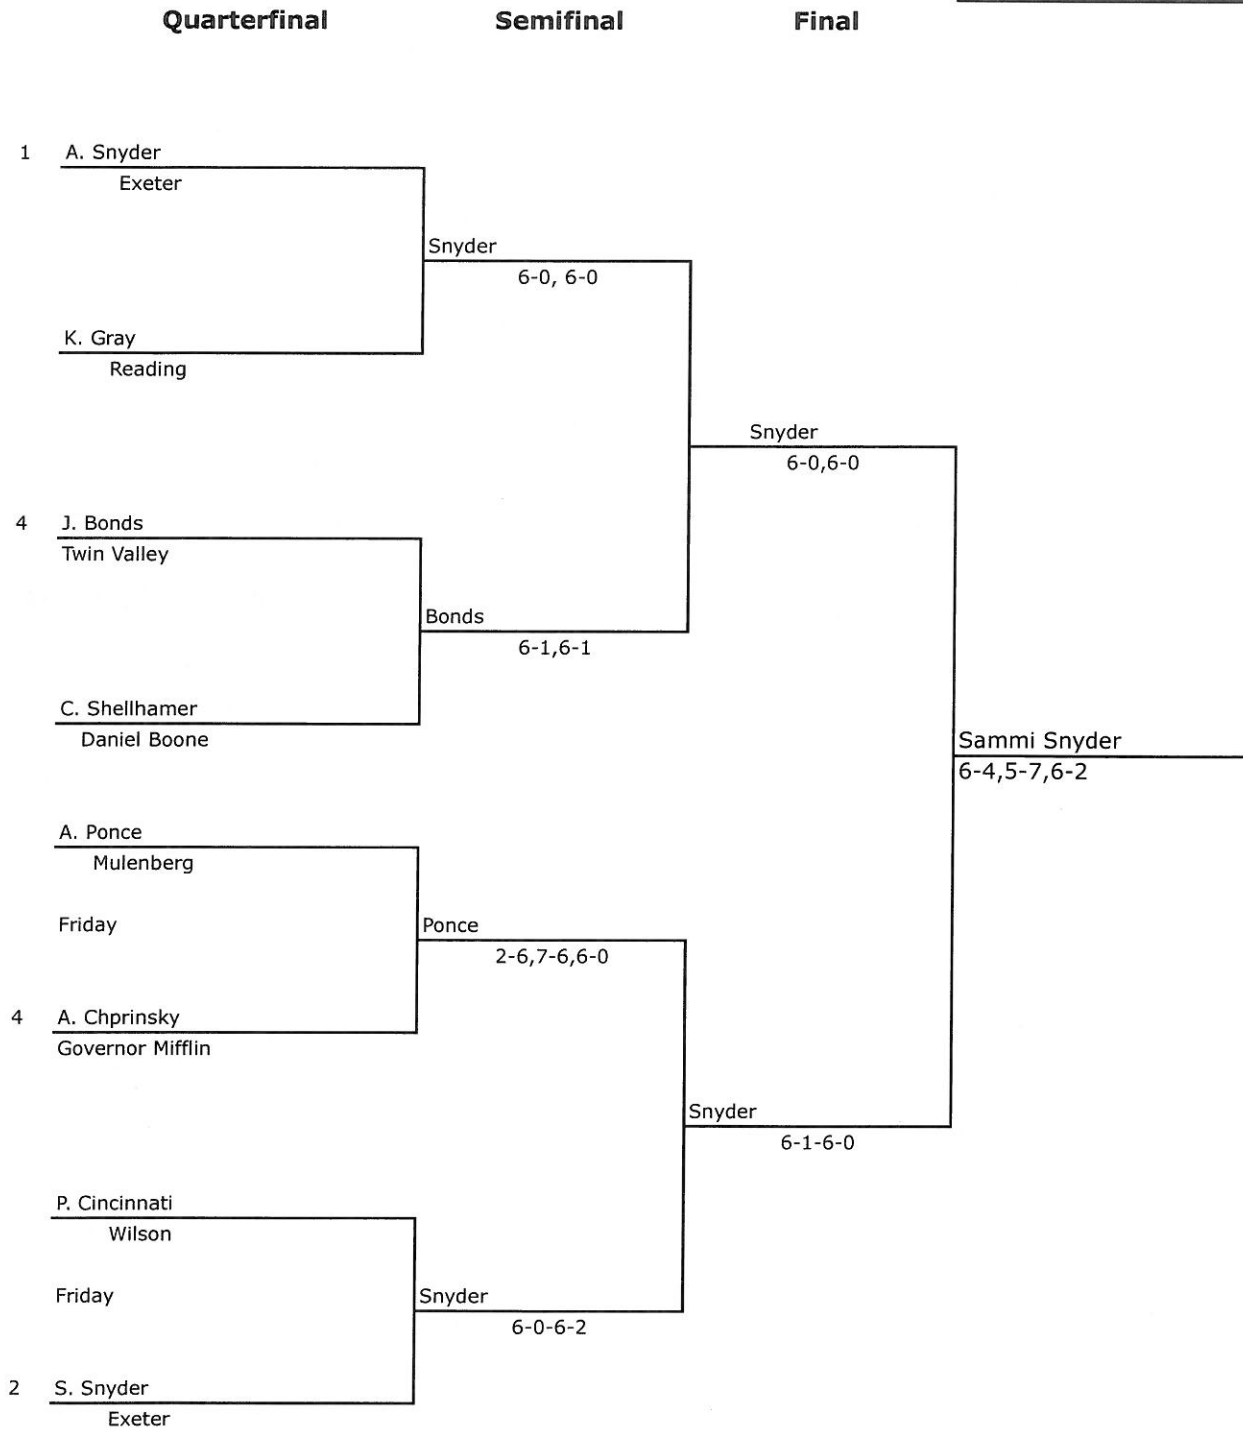 Quarterfinal Semifinal Final
1 A. Snyder
Exeter
Snyder
6-0, 6-0
K. Gray
Reading
Snyder
6-0,6-0
4 J. Bonds
Twin Valley
Bonds
6-1,6-1
C. Shellhamer
Daniel Boone
Sammi Snyder
6-4,5-7,6-2
A. Ponce
Mulenberg
Friday
Ponce
2-6,7-6,6-0
4 A. Chprinsky
Governor Mifflin
Snyder
6-1-6-0
P. Cincinnati
Wilson
Friday
Snyder
6-0-6-2
2 S. Snyder
Exeter